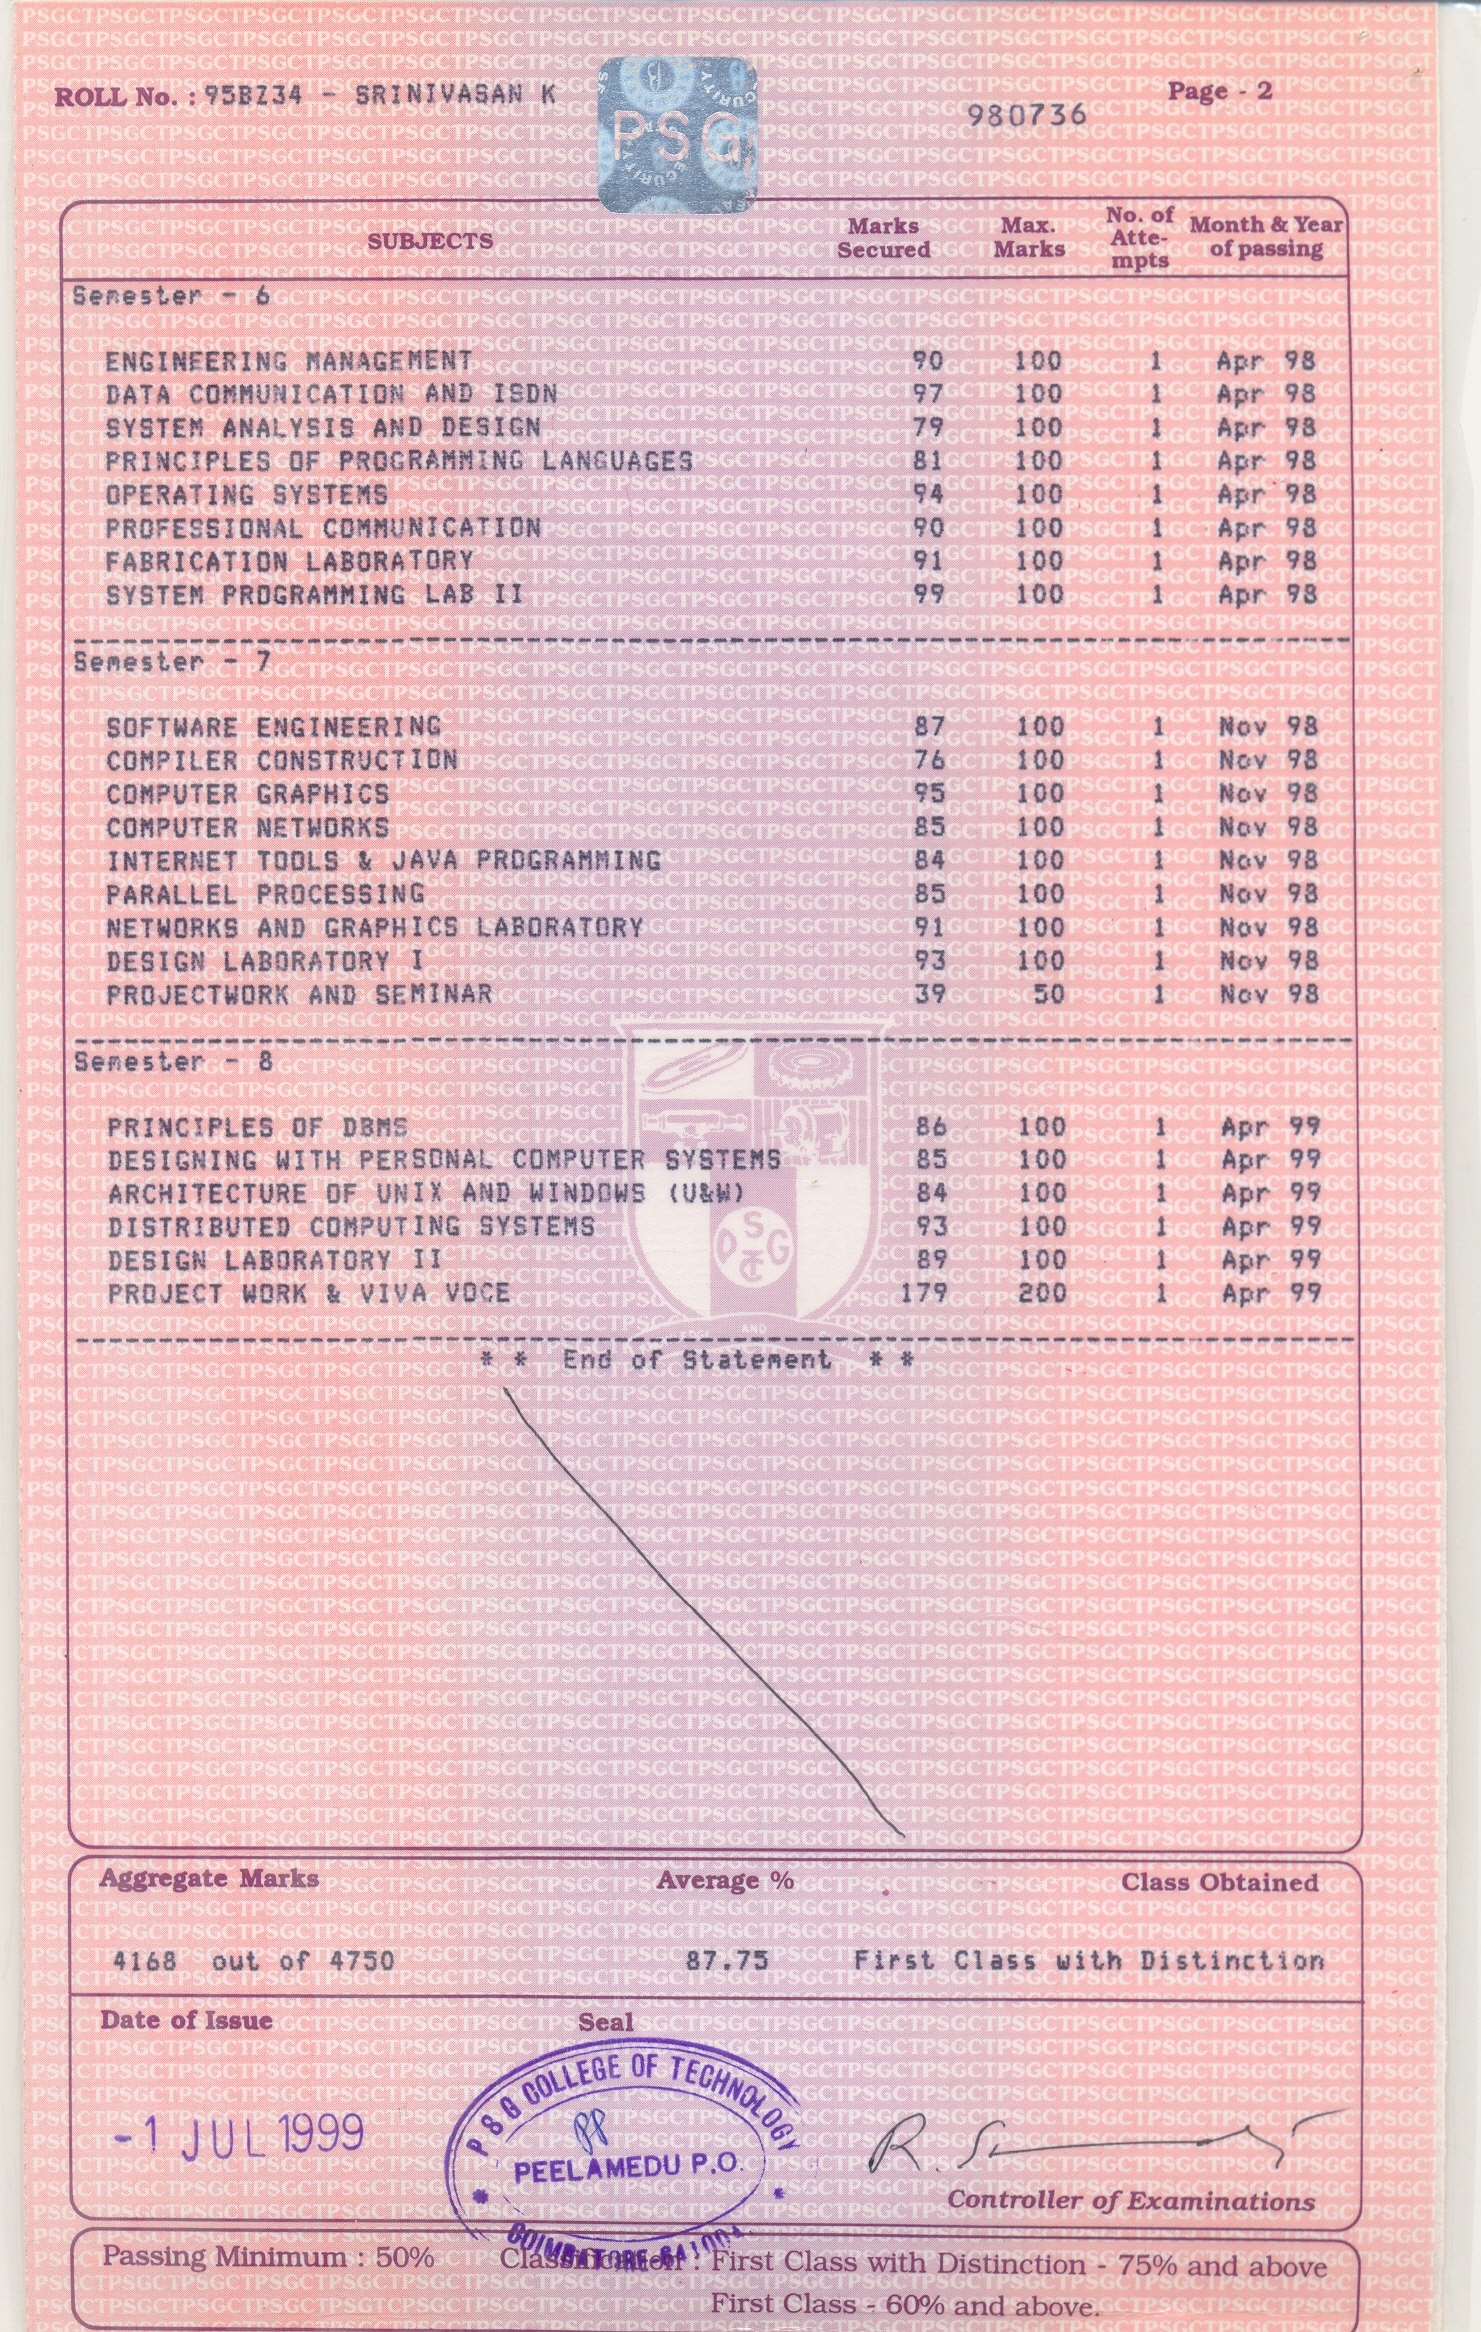 ROLL No. : 95BZ34 - SRINIVASAN K
Page - 2
980736
PSG
SUBJECTS Marks Secured Max. Marks No. of Atte-mpts Month & Year of passing
Semester - 6
ENGINEERING MANAGEMENT 90 100 1 Apr 98
DATA COMMUNICATION AND ISDN 97 100 1 Apr 98
SYSTEM ANALYSIS AND DESIGN 79 100 1 Apr 98
PRINCIPLES OF PROGRAMMING LANGUAGES 81 100 1 Apr 98
OPERATING SYSTEMS 94 100 1 Apr 98
PROFESSIONAL COMMUNICATION 90 100 1 Apr 98
FABRICATION LABORATORY 91 100 1 Apr 98
SYSTEM PROGRAMMING LAB II 99 100 1 Apr 98
Semester - 7
SOFTWARE ENGINEERING 87 100 1 Nov 98
COMPILER CONSTRUCTION 76 100 1 Nov 98
COMPUTER GRAPHICS 95 100 1 Nov 98
COMPUTER NETWORKS 85 100 1 Nov 98
INTERNET TOOLS & JAVA PROGRAMMING 84 100 1 Nov 98
PARALLEL PROCESSING 85 100 1 Nov 98
NETWORKS AND GRAPHICS LABORATORY 91 100 1 Nov 98
DESIGN LABORATORY I 93 100 1 Nov 98
PROJECTWORK AND SEMINAR 39 50 1 Nov 98
Semester - 8
PRINCIPLES OF DBMS 86 100 1 Apr 99
DESIGNING WITH PERSONAL COMPUTER SYSTEMS 85 100 1 Apr 99
ARCHITECTURE OF UNIX AND WINDOWS (U&W) 84 100 1 Apr 99
DISTRIBUTED COMPUTING SYSTEMS 93 100 1 Apr 99
DESIGN LABORATORY II 89 100 1 Apr 99
PROJECT WORK & VIVA VOCE 179 200 1 Apr 99
* * End of Statement * *
Aggregate Marks Average % Class Obtained
4168 out of 4750 87.75 First Class with Distinction
Date of Issue Seal
-1 JUL 1999
P S G COLLEGE OF TECHNOLOGY
PEELAMEDU P.O.
COIMBATORE-641004
Controller of Examinations
Passing Minimum : 50% Classification : First Class with Distinction - 75% and above
First Class - 60% and above.